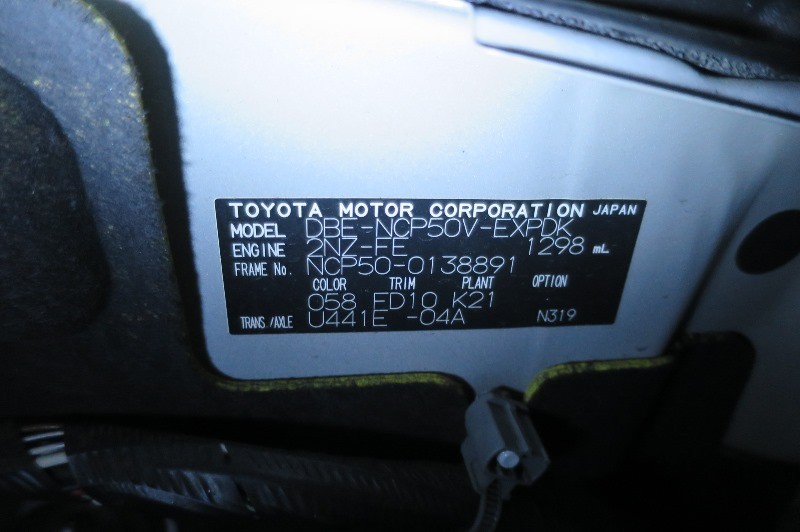 TOYOTA MOTOR CORPORATION JAPAN
MODEL DBE-NCP50V-EXPDK
ENGINE 2NZ-FE 1298 mL
FRAME No. NCP50-0138891
COLOR TRIM PLANT OPTION
058 FD10 K21
TRANS./AXLE U441E -04A N319